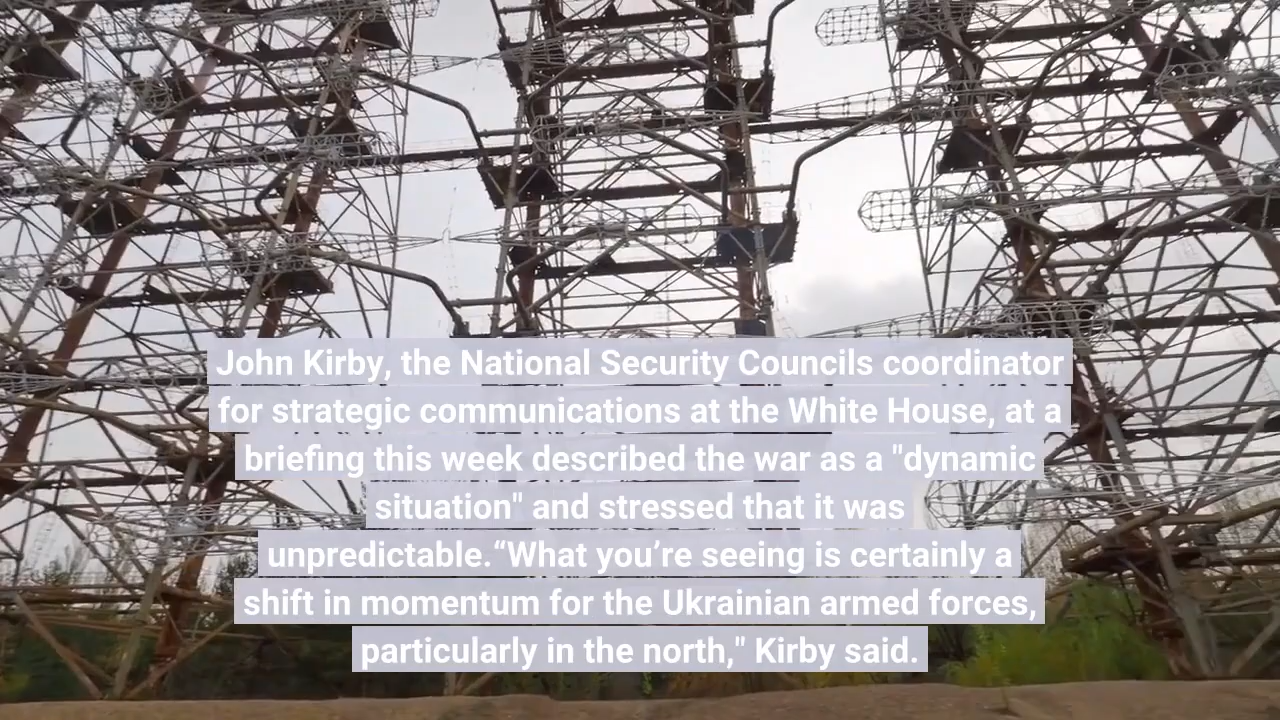 John Kirby, the National Security Councils coordinator
for strategic communications at the White House, at a
briefing this week described the war as a "dynamic
situation" and stressed that it was
unpredictable.“What you’re seeing is certainly a
shift in momentum for the Ukrainian armed forces,
particularly in the north," Kirby said.